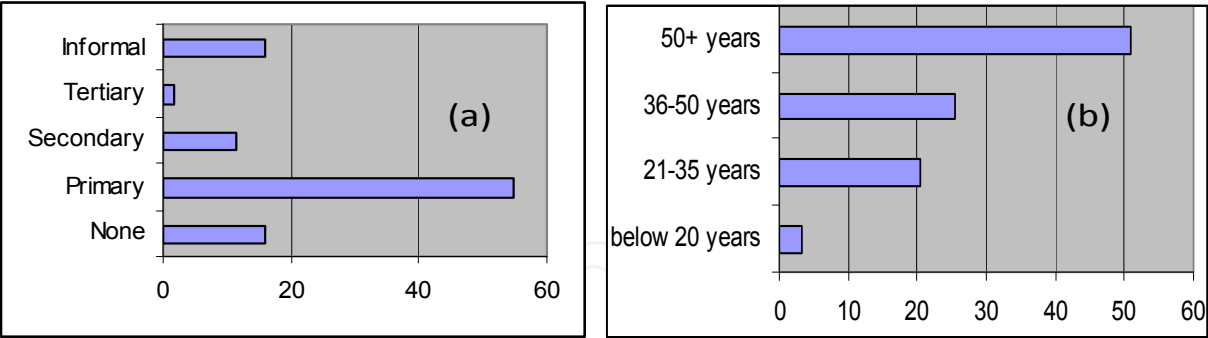 Informal
Tertiary
Secondary
Primary
None
0 20 40 60
(a)
50+ years
36-50 years
21-35 years
below 20 years
0 10 20 30 40 50 60
(b)